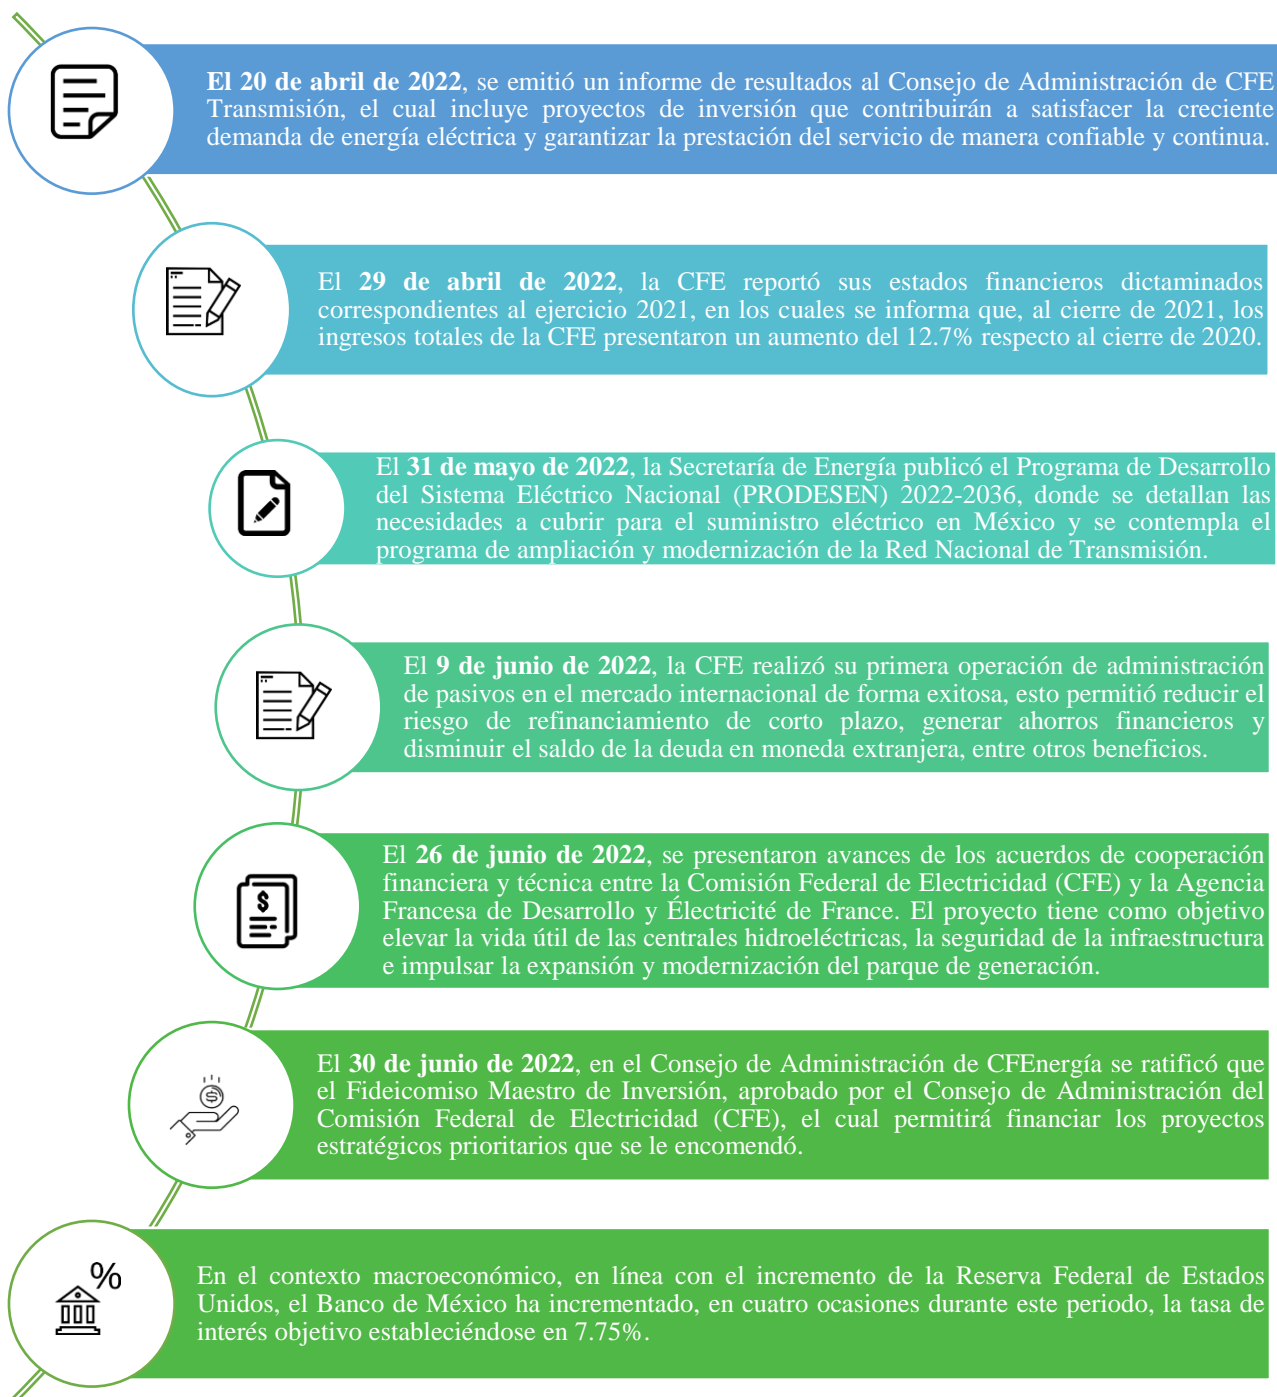 El 20 de abril de 2022, se emitió un informe de resultados al Consejo de Administración de CFE
Transmisión, el cual incluye proyectos de inversión que contribuirán a satisfacer la creciente
demanda de energía eléctrica y garantizar la prestación del servicio de manera confiable y continua.
El 29 de abril de 2022, la CFE reportó sus estados financieros dictaminados
correspondientes al ejercicio 2021, en los cuales se informa que, al cierre de 2021, los
ingresos totales de la CFE presentaron un aumento del 12.7% respecto al cierre de 2020.
El 31 de mayo de 2022, la Secretaría de Energía publicó el Programa de Desarrollo
del Sistema Eléctrico Nacional (PRODESEN) 2022-2036, donde se detallan las
necesidades a cubrir para el suministro eléctrico en México y se contempla el
programa de ampliación y modernización de la Red Nacional de Transmisión.
El 9 de junio de 2022, la CFE realizó su primera operación de administración
de pasivos en el mercado internacional de forma exitosa, esto permitió reducir el
riesgo de refinanciamiento de corto plazo, generar ahorros financieros y
disminuir el saldo de la deuda en moneda extranjera, entre otros beneficios.
$
El 26 de junio de 2022, se presentaron avances de los acuerdos de cooperación
financiera y técnica entre la Comisión Federal de Electricidad (CFE) y la Agencia
Francesa de Desarrollo y Électricité de France. El proyecto tiene como objetivo
elevar la vida útil de las centrales hidroeléctricas, la seguridad de la infraestructura
e impulsar la expansión y modernización del parque de generación.
$
El 30 de junio de 2022, en el Consejo de Administración de CFEnergía se ratificó que
el Fideicomiso Maestro de Inversión, aprobado por el Consejo de Administración del
Comisión Federal de Electricidad (CFE), el cual permitirá financiar los proyectos
estratégicos prioritarios que se le encomendó.
%
En el contexto macroeconómico, en línea con el incremento de la Reserva Federal de Estados
Unidos, el Banco de México ha incrementado, en cuatro ocasiones durante este periodo, la tasa de
interés objetivo estableciéndose en 7.75%.